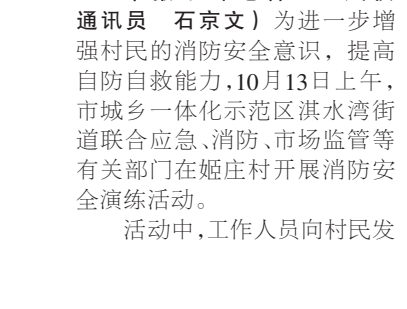 通讯员　石京文）为进一步增
强村民的消防安全意识，提高
自防自救能力，10月13日上午，
市城乡一体化示范区淇水湾街
道联合应急、消防、市场监管等
有关部门在姬庄村开展消防安
全演练活动。
活动中，工作人员向村民发